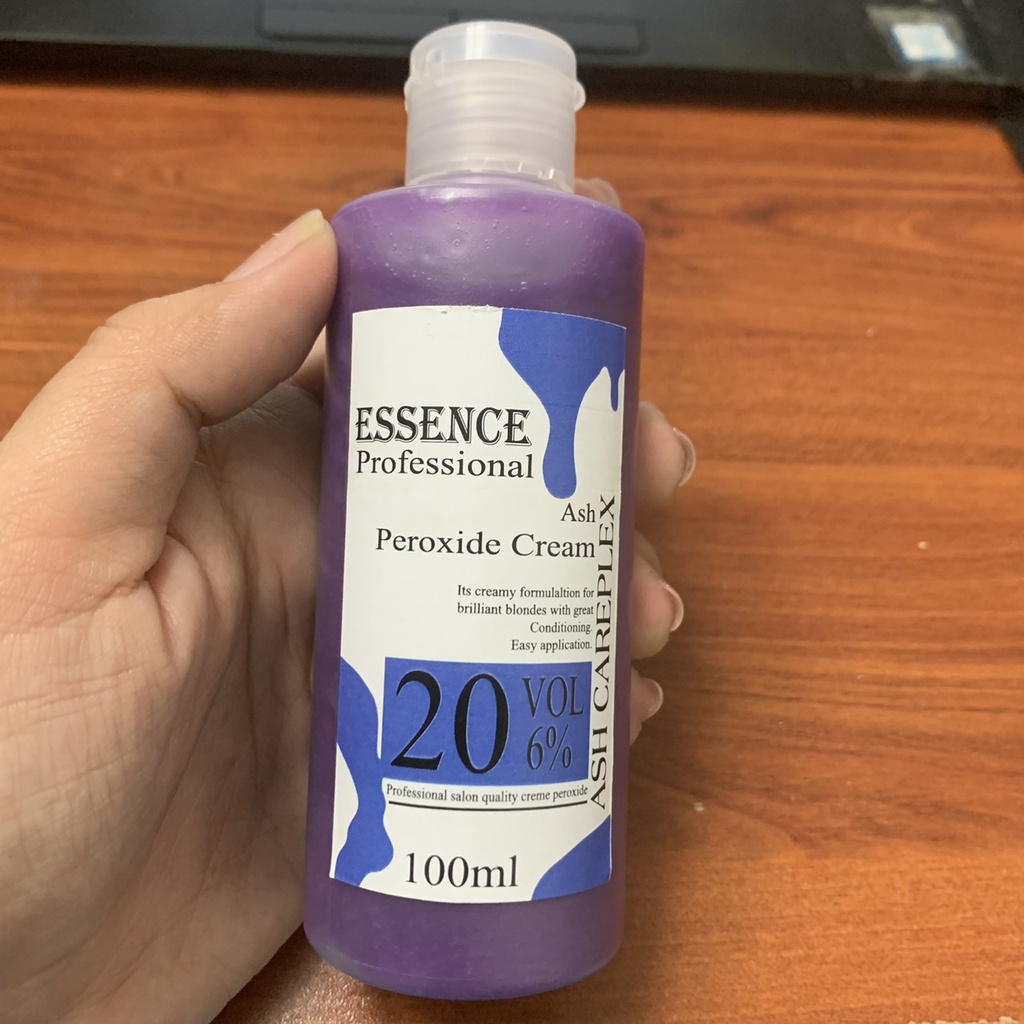 ESSENCE
Professional
Ash
Peroxide Cream
Its creamy formulaltion for
brilliant blondes with great
Conditioning.
Easy application.
20 VOL
6%
Professional salon quality creme peroxide
100ml
ASH CAREPLEX